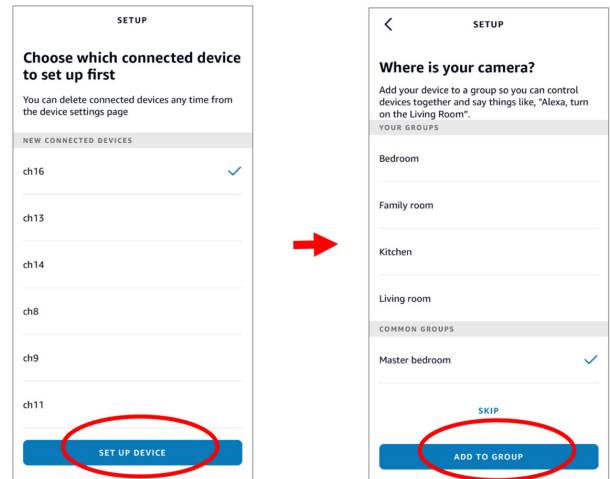 SETUP
Choose which connected device
to set up first
You can delete connected devices any time from
the device settings page
NEW CONNECTED DEVICES
ch16
ch13
ch14
ch8
ch9
ch11
SET UP DEVICE
SETUP
Where is your camera?
Add your device to a group so you can control
devices together and say things like, "Alexa, turn
on the Living Room".
YOUR GROUPS
Bedroom
Family room
Kitchen
Living room
COMMON GROUPS
Master bedroom
SKIP
ADD TO GROUP